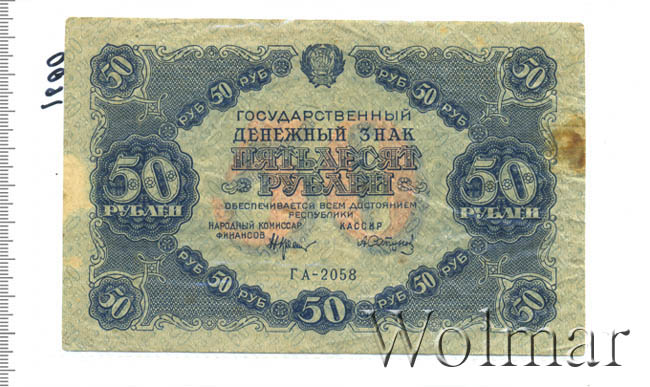 50 РУБ 50 РУБ РУБ 50 РУБ 50
ГОСУДАРСТВЕННЫЙ
ДЕНЕЖНЫЙ ЗНАК
ПЯТЬДЕСЯТ
РУБЛЕЙ
50
РУБЛЕЙ
50
РУБЛЕЙ
ОБЕСПЕЧИВАЕТСЯ ВСЕМ ДОСТОЯНИЕМ
РЕСПУБЛИКИ
НАРОДНЫЙ КОМИССАР
ФИНАНСОВ
КАССИР
ГА-2058
50 РУБ 50 РУБ 50 РУБ 50 РУБ 50
Wolmar